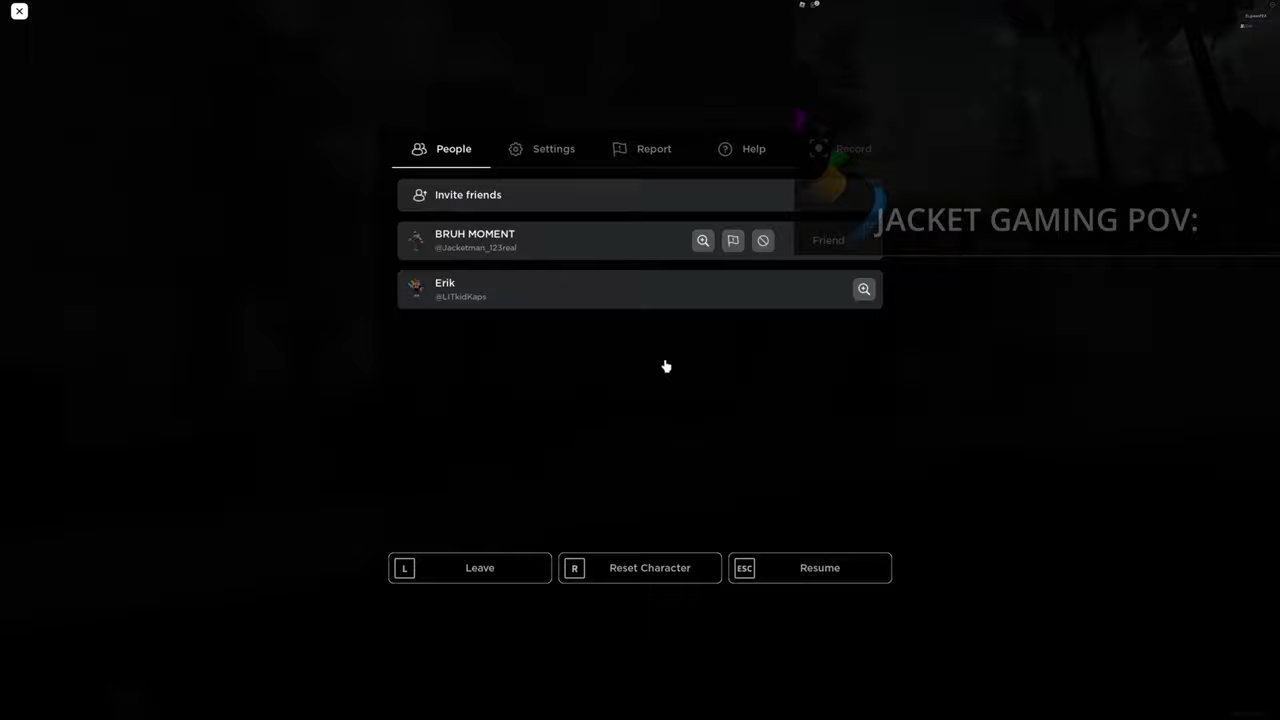 People
Settings
Report
Help
Record
Invite friends
BRUH MOMENT
@Jacketman_123real
Friend
JACKET GAMING POV:
Erik
@LITkidKaps
L
Leave
R
Reset Character
ESC
Resume